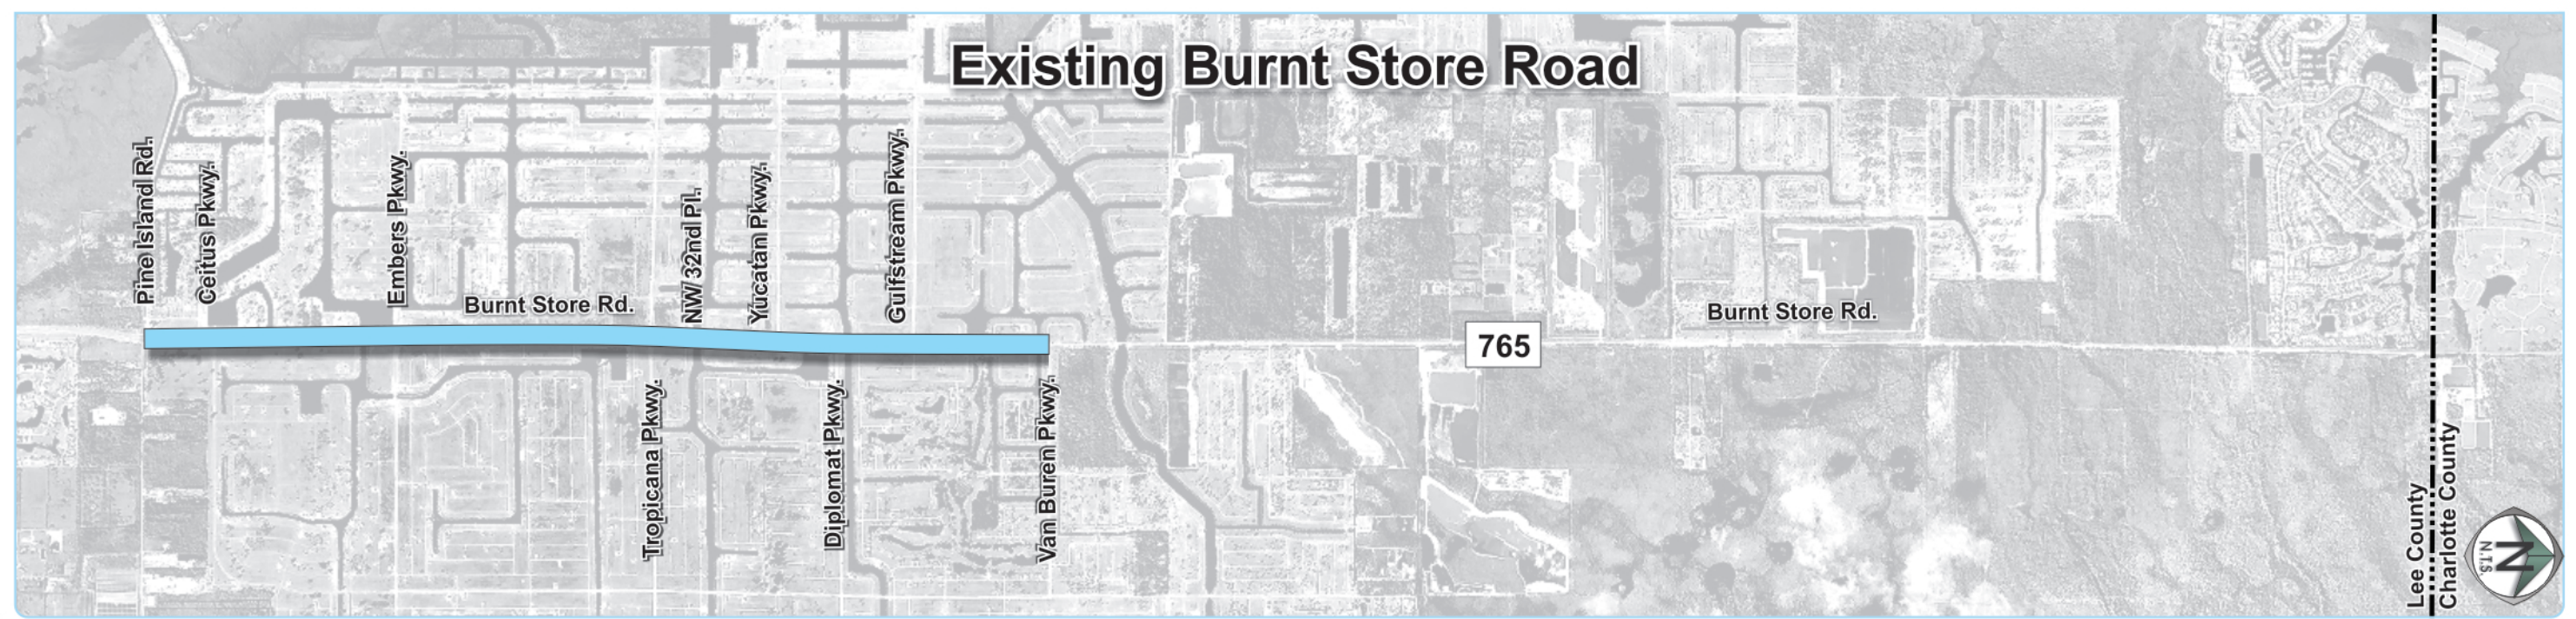 Existing Burnt Store Road
Pine Island Rd.
Ceitus Pkwy.
Embers Pkwy.
Burnt Store Rd.
NW 32nd Pl.
Yucatan Pkwy.
Gulfstream Pkwy.
Burnt Store Rd.
765
Tropicana Pkwy.
Diplomat Pkwy.
Van Buren Pkwy.
Lee County
Charlotte County
N
N.T.S.